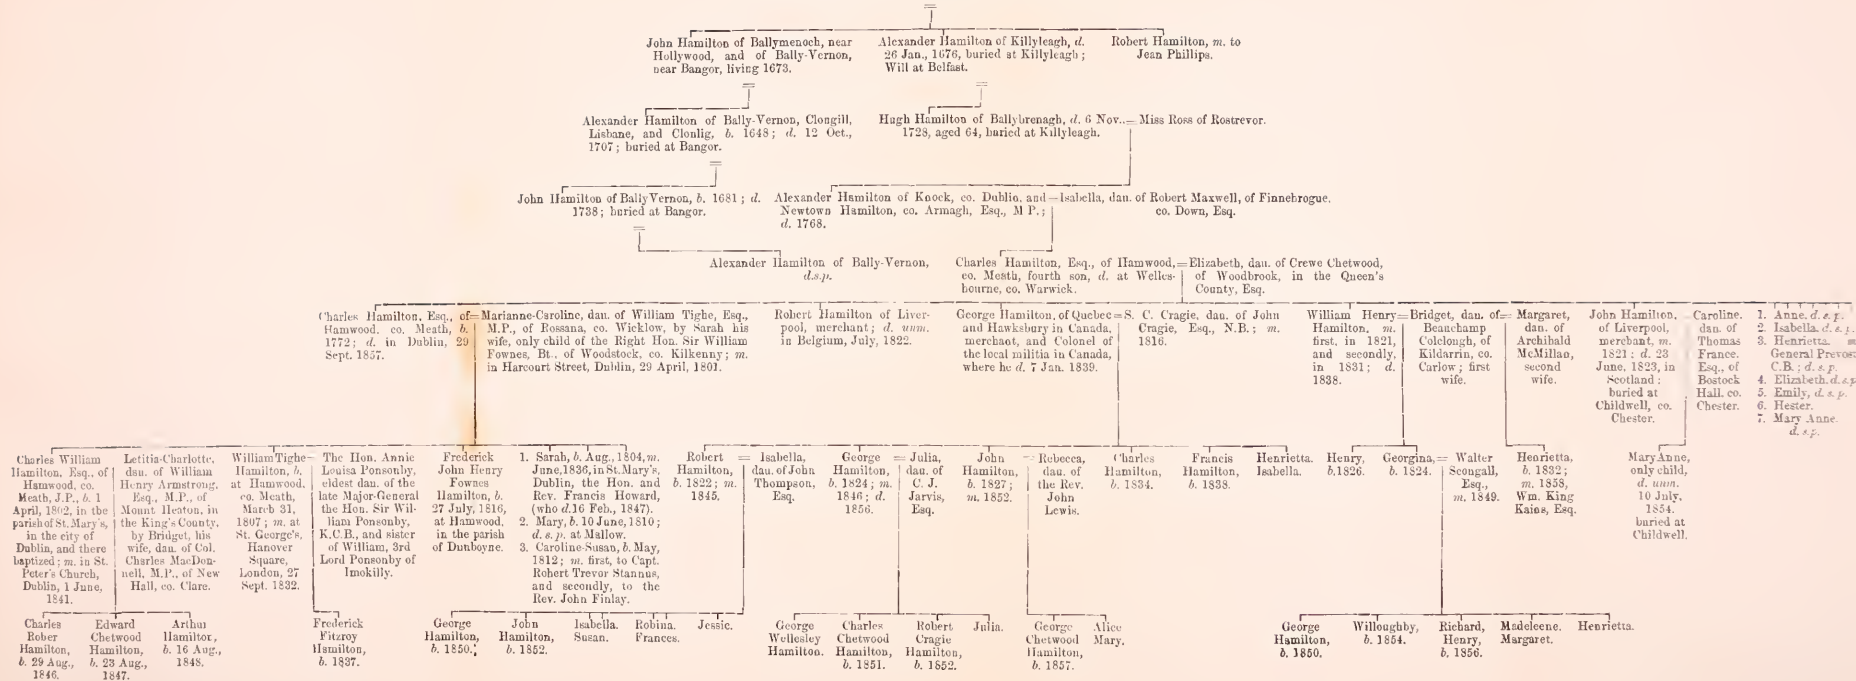 John Hamilton of Ballymenoch, near
Hollywood, and of Bally-Vernon,
near Bangor, living 1673.
Alexander Hamilton of Killyleagh, d.
26 Jan., 1676, buried at Killyleagh;
Will at Belfast.
Robert Hamilton, m. to
Jean Phillips.
Alexander Hamilton of Bally-Vernon, Clongill,
Lisbane, and Clonlig, b. 1648; d. 12 Oct.,
1707; buried at Bangor.
Hugh Hamilton of Ballybrenagh, d. 6 Nov.,
1728, aged 64, buried at Killyleagh.
Miss Ross of Rostrevor.
John Hamilton of Bally Vernon, b. 1681; d.
1738; buried at Bangor.
Alexander Hamilton of Knock, co. Dublin, and
Newtown Hamilton, co. Armagh, Esq., M P.;
d. 1768.
Isabella, dau. of Robert Maxwell, of Finnebrogue.
co. Down, Esq.
Alexander Hamilton of Bally-Vernon,
d.s.p.
Charles Hamilton, Esq., of Hamwood,
co. Meath, fourth son, d. at Welles-
bourne, co. Warwick.
Elizabeth, dau. of Crewe Chetwood,
of Woodbrook, in the Queen's
County, Esq.
Charles Hamilton, Esq., of
Hamwood. co. Meath, b.
1772; d. in Dublin, 29
Sept. 1857.
Marianne-Caroline, dau. of William Tighe, Esq.,
M.P., of Rossana, co. Wicklow, by Sarah his
wife, only child of the Right Hon. Sir William
Fownes, Bt., of Woodstock, co. Kilkenny; m.
in Harcourt Street, Dublin, 29 April, 1801.
Robert Hamilton of Liver-
pool, merchant; d. unm.
in Belgium, July, 1822.
George Hamilton, of Quebec
and Hawksbury in Canada,
merchant, and Colonel of
the local militia in Canada,
where he d. 7 Jan. 1839.
S. C. Cragie, dau. of John
Cragie, Esq., N.B.; m.
1816.
William Henry
Hamilton, m.
first, in 1821,
and secondly,
in 1831; d.
1838.
Bridget, dau. of
Beauchamp
Colclough, of
Kildarrin, co.
Carlow; first
wife.
Margaret,
dan. of
Archibald
McMillan,
second
wife.
John Hamilton.
of Liverpool,
merchant, m.
1821; d. 23
June, 1823, in
Scotland;
buried at
Childwell, co.
Chester.
Caroline.
dan. of
Thomas
France.
Esq., of
Bostock
Hall. co.
Chester.
1. Anne. d.s.p.
2. Isabella. d.s.p.
3. Henrietta.
General Prevost
C.B.; d. s. p.
4. Elizabeth. d.s.p
5. Emily, d. s. p.
6. Hester.
7. Mary Anne.
d. s.p.
Charles William
Hamilton, Esq., of
Hamwood, co.
Meath, J.P., b. 1
April, 1802, in the
parish of St. Mary's,
in the city of
Dublin, and there
baptized; m. in St.
Peter's Church,
Dublin, 1 June,
1841.
Letitia-Charlotte,
dau. of William
Henry Armstrong,
Esq., M.P., of
Mount Heaton, in
the King's County,
by Bridget, his
wife, dau. of Col.
Charles MacDon-
nell, M.P., of New
Hall, co. Clare.
William Tighe
Hamilton, b.
at Hamwood,
co. Meath,
March 31,
1807; m. at
St. George's,
Hanover
Square,
London, 27
Sept. 1832.
The Hon. Annie
Louisa Ponsonby,
eldest dau. of the
late Major-General
the Hon. Sir Wil-
liam Ponsonby,
K.C.B., and sister
of William, 3rd
Lord Ponsonby of
Imokilly.
Frederick
John Henry
Fownes
Hamilton, b.
27 July, 1816,
at Hamwood,
in the parish
of Dunboyne.
1. Sarah, b. Aug., 1804, m.
June, 1836, in St. Mary's,
Dublin, the Hon. and
Rev. Francis Howard,
(who d. 16 Feb., 1847).
2. Mary, b. 10 June, 1810;
d. s. p. at Mallow.
3. Caroline-Susan, b. May,
1812; m. first, to Capt.
Robert Trevor Stannus,
and secondly, to the
Rev. John Finlay.
Robert
Hamilton,
b. 1822; m.
1845.
Isabella,
dau. of John
Thompson,
Esq.
George
Hamilton,
b. 1824; m.
1846; d.
1856.
Julia,
dau. of
C. J.
Jarvis,
Esq.
John
Hamilton,
b. 1827;
m. 1852.
Rebecca,
dau. of
the Rev.
John
Lewis.
Charles
Hamilton,
b. 1834.
Francis
Hamilton,
b. 1838.
Henrietta.
Isabella.
Henry,
b. 1826.
Georgina,
b. 1824.
Walter
Scongall,
Esq.,
m. 1849.
Henrietta,
b. 1832;
m. 1858,
Wm. King
Kains, Esq.
Mary Anne,
only child,
d. unm.
10 July,
1854.
buried at
Childwell.
Charles
Rober
Hamilton,
b. 29 Aug.,
1846.
Edward
Chetwood
Hamilton,
b. 23 Aug.,
1847.
Arthur
Hamilton,
b. 16 Aug.,
1848.
Frederick
Fitzroy
Hamilton,
b. 1837.
George
Hamilton,
b. 1850.
John
Hamilton,
b. 1852.
Isabella.
Susan.
Robina.
Frances.
Jessic.
George
Wellesley
Hamilton.
Charles
Chetwood
Hamilton,
b. 1851.
Robert
Cragie
Hamilton,
b. 1852.
Julia.
George
Chetwood
Hamilton,
b. 1857.
Alice
Mary.
George
Hamilton,
b. 1850.
Willoughby,
b. 1854.
Richard,
Henry,
b. 1856.
Madeleene.
Margaret.
Henrietta.